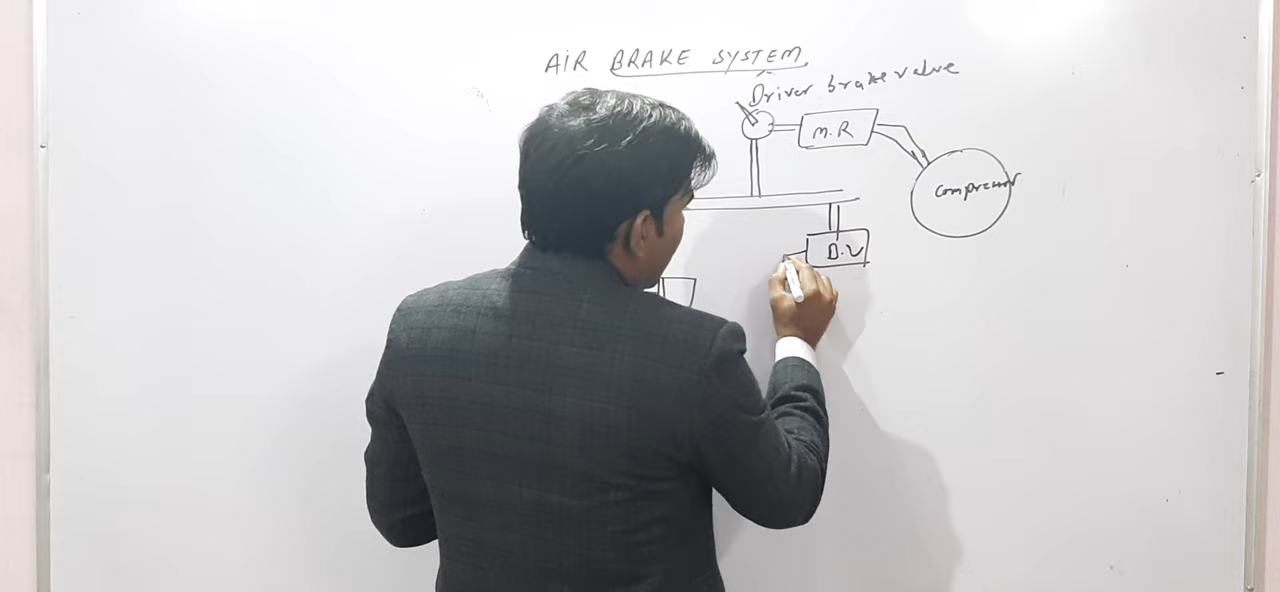 AIR BRAKE SYSTEM
Driver brake valve
M.R
Compressor
D.V